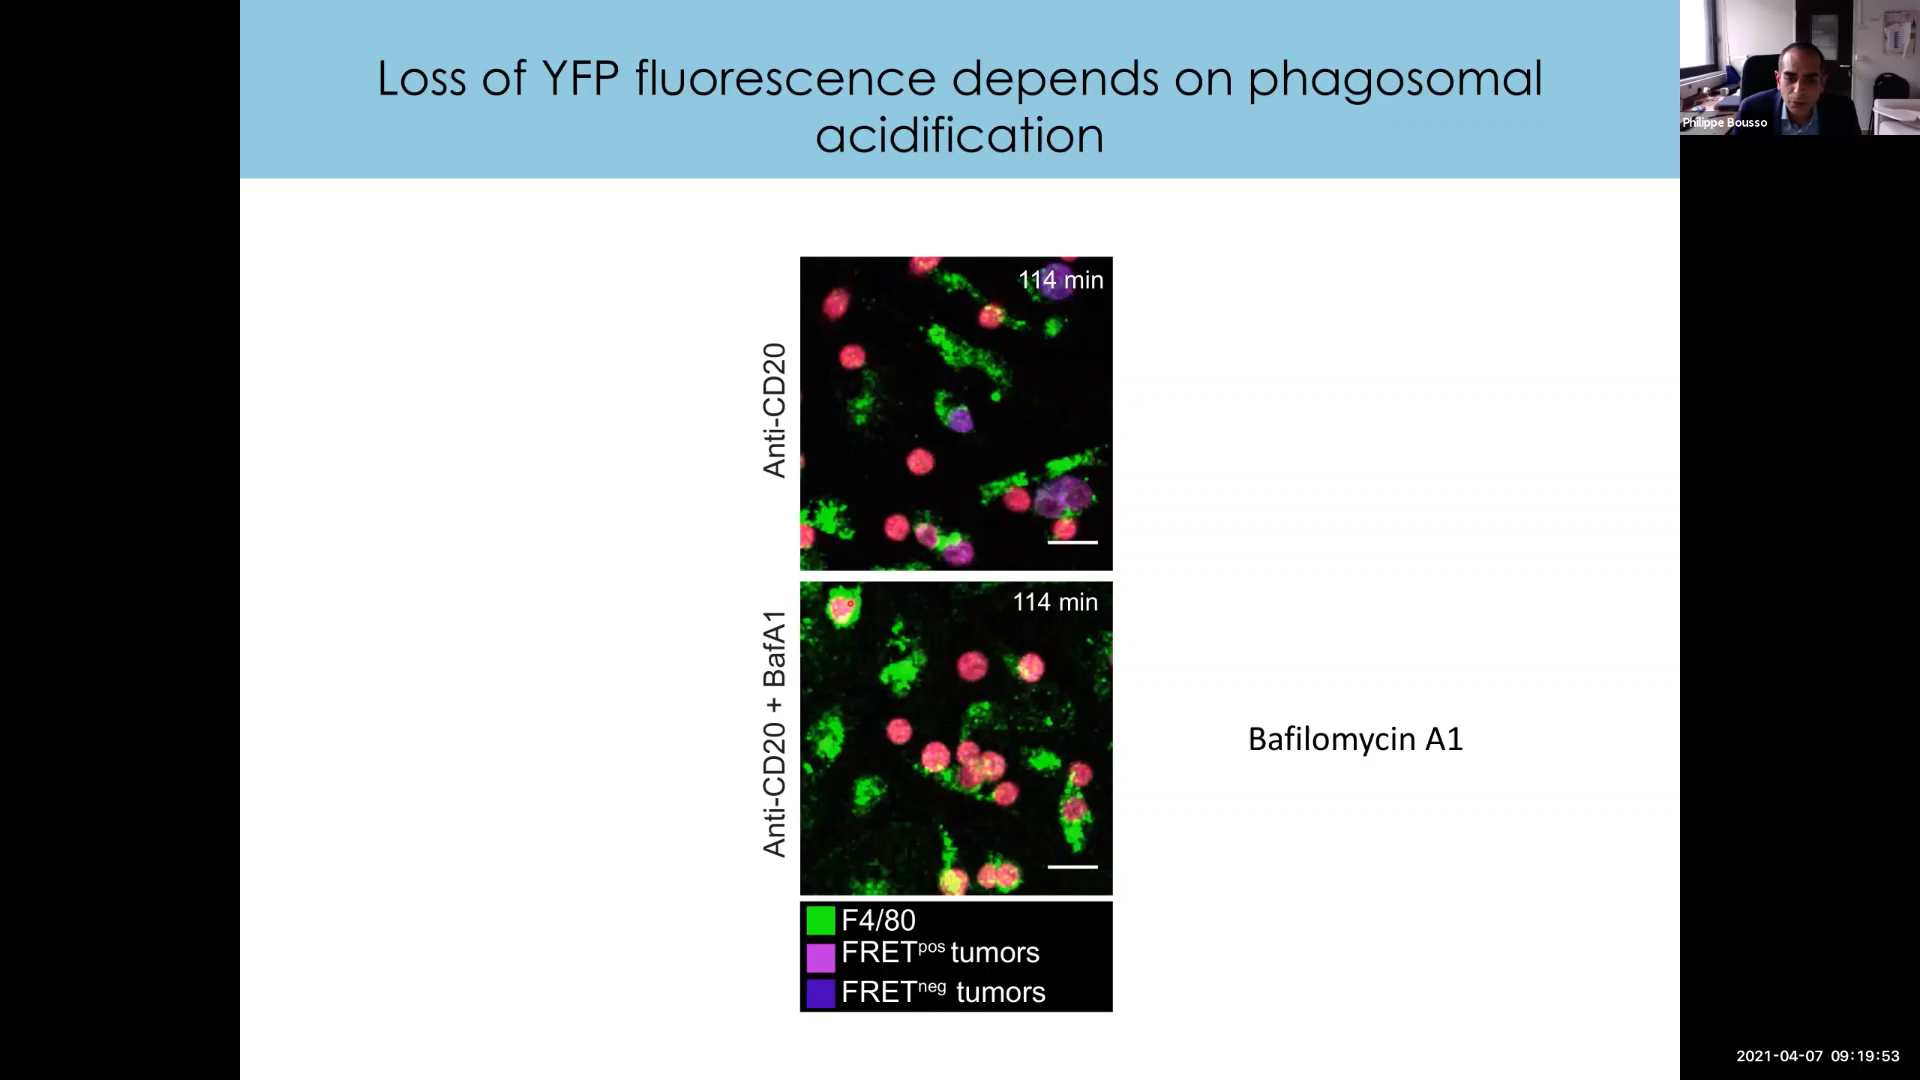 Loss of YFP fluorescence depends on phagosomal
acidification
Philippe Bousso
Anti-CD20
114 min
Anti-CD20 + BafA1
114 min
Bafilomycin A1
F4/80
FRETpos tumors
FRETneg tumors
2021-04-07 09:19:53